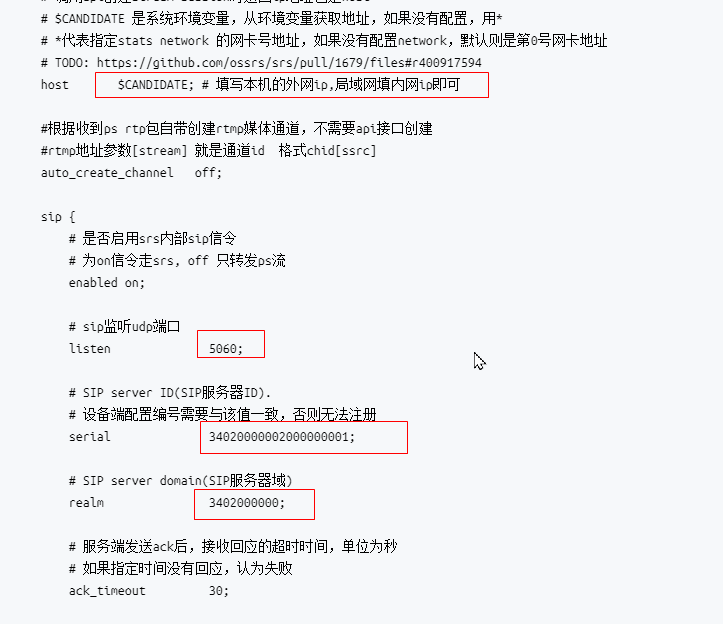 # $CANDIDATE 是系统环境变量，从环境变量获取地址，如果没有配置，用*
# *代表指定stats network 的网卡号地址，如果没有配置network，默认则是第0号网卡地址
# TODO: https://github.com/ossrs/srs/pull/1679/files#r400917594
host $CANDIDATE; # 填写本机的外网ip,局域网填内网ip即可
#根据收到ps rtp包自带创建rtmp媒体通道，不需要api接口创建
#rtmp地址参数[stream] 就是通道id 格式chid[ssrc]
auto_create_channel off;
sip {
# 是否启用srs内部sip信令
# 为on信令走srs, off 只转发ps流
enabled on;
# sip监听udp端口
listen 5060;
# SIP server ID(SIP服务器ID).
# 设备端配置编号需要与该值一致，否则无法注册
serial 34020000002000000001;
# SIP server domain(SIP服务器域)
realm 3402000000;
# 服务端发送ack后，接收回应的超时时间，单位为秒
# 如果指定时间没有回应，认为失败
ack_timeout 30;